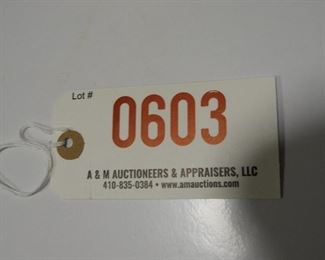 Lot #
0603
A & M AUCTIONEERS & APPRAISERS, LLC
410-835-0384 • www.amauctions.com